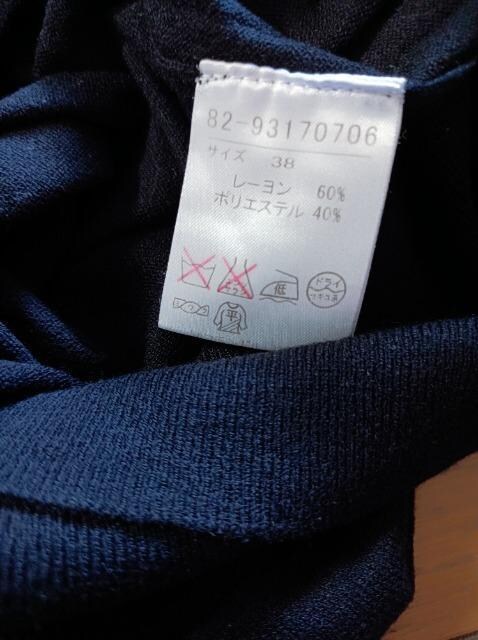 82-93170706
サイズ 38
レーヨン 60%
ポリエステル 40%
低
ドライ
平